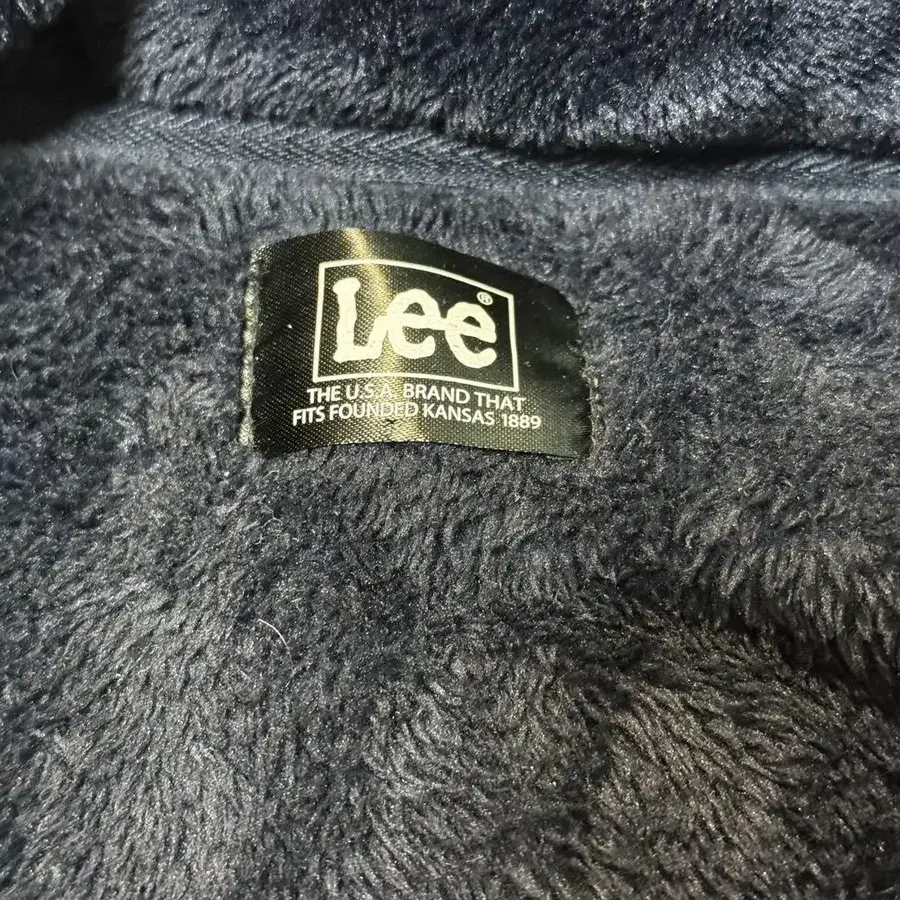 Lee®
THE U.S.A. BRAND THAT
FITS FOUNDED KANSAS 1889